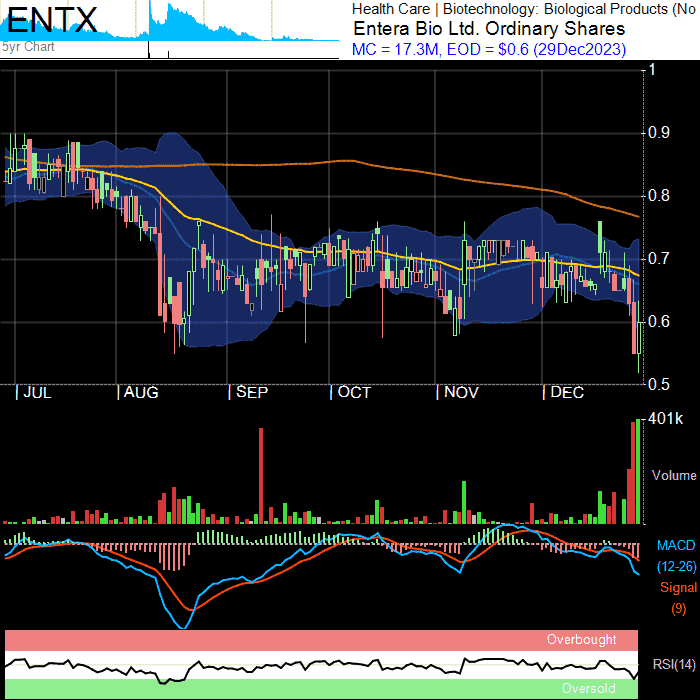 ENTX
5yr Chart
Health Care | Biotechnology: Biological Products (No
Entera Bio Ltd. Ordinary Shares
MC = 17.3M, EOD = $0.6 (29Dec2023)
1
0.9
0.8
0.7
0.6
0.5
JUL AUG SEP OCT NOV DEC
401k
Volume
MACD
(12-26)
Signal
(9)
Overbought
RSI(14)
Oversold